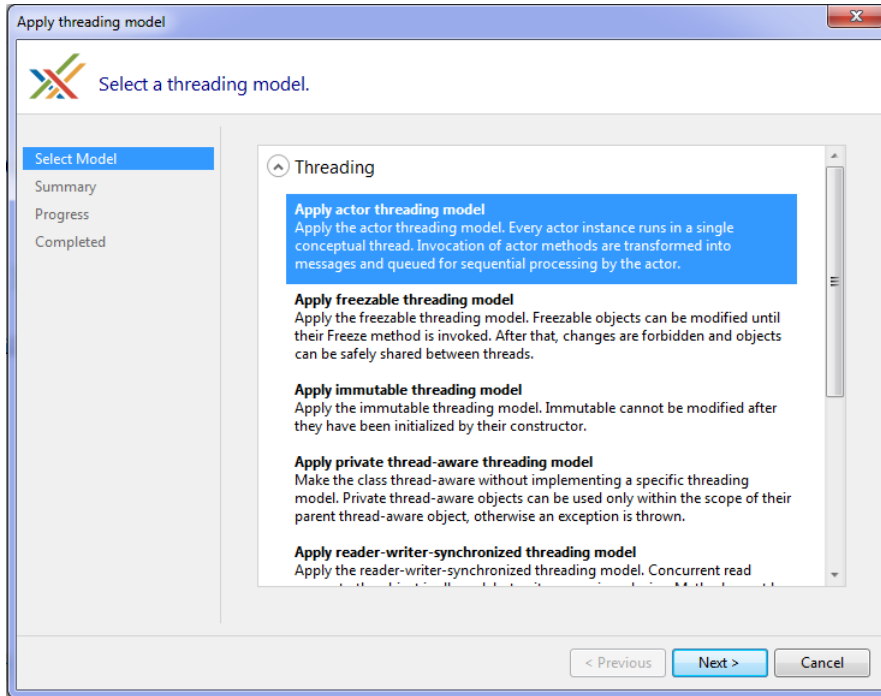 Apply threading model
Select a threading model.
Select Model
Summary
Progress
Completed
Threading
Apply actor threading model
Apply the actor threading model. Every actor instance runs in a single
conceptual thread. Invocation of actor methods are transformed into
messages and queued for sequential processing by the actor.
Apply freezable threading model
Apply the freezable threading model. Freezable objects can be modified until
their Freeze method is invoked. After that, changes are forbidden and objects
can be safely shared between threads.
Apply immutable threading model
Apply the immutable threading model. Immutable cannot be modified after
they have been initialized by their constructor.
Apply private thread-aware threading model
Make the class thread-aware without implementing a specific threading
model. Private thread-aware objects can be used only within the scope of their
parent thread-aware object, otherwise an exception is thrown.
Apply reader-writer-synchronized threading model
Apply the reader-writer-synchronized threading model. Concurrent read
< Previous
Next >
Cancel